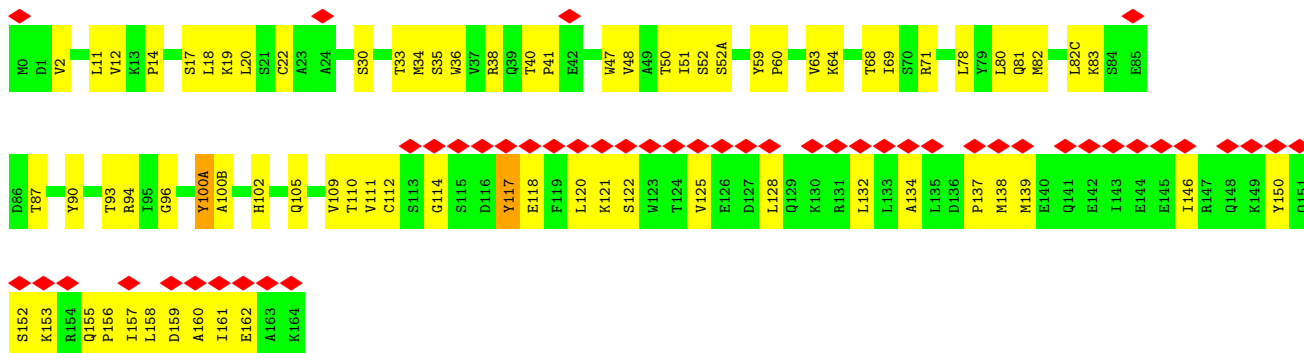 M0 D1 V2 L11 V12 K13 P14 S17 L18 K19 L20 S21 C22 A23 A24 S30 T33 M34 S35 W36 V37 R38 Q39 T40 P41 E42 W47 V48 A49 T50 I51 S52 S52A Y59 P60 V63 K64 T68 I69 S70 R71 L78 Y79 L80 Q81 M82 L82C K83 S84 E85
D86 T87 Y90 T93 R94 I95 G96 Y100A A100B H102 Q105 V109 T110 V111 C112 S113 G114 S115 D116 Y117 E118 F119 L120 K121 S122 W123 T124 V125 E126 D127 L128 Q129 K130 R131 L132 L133 A134 L135 D136 P137 M138 M139 E140 Q141 E142 I143 E144 E145 I146 R147 Q148 K149 Y150 Q151
S152 K153 R154 Q155 P156 I157 L158 D159 A160 I161 E162 A163 K164